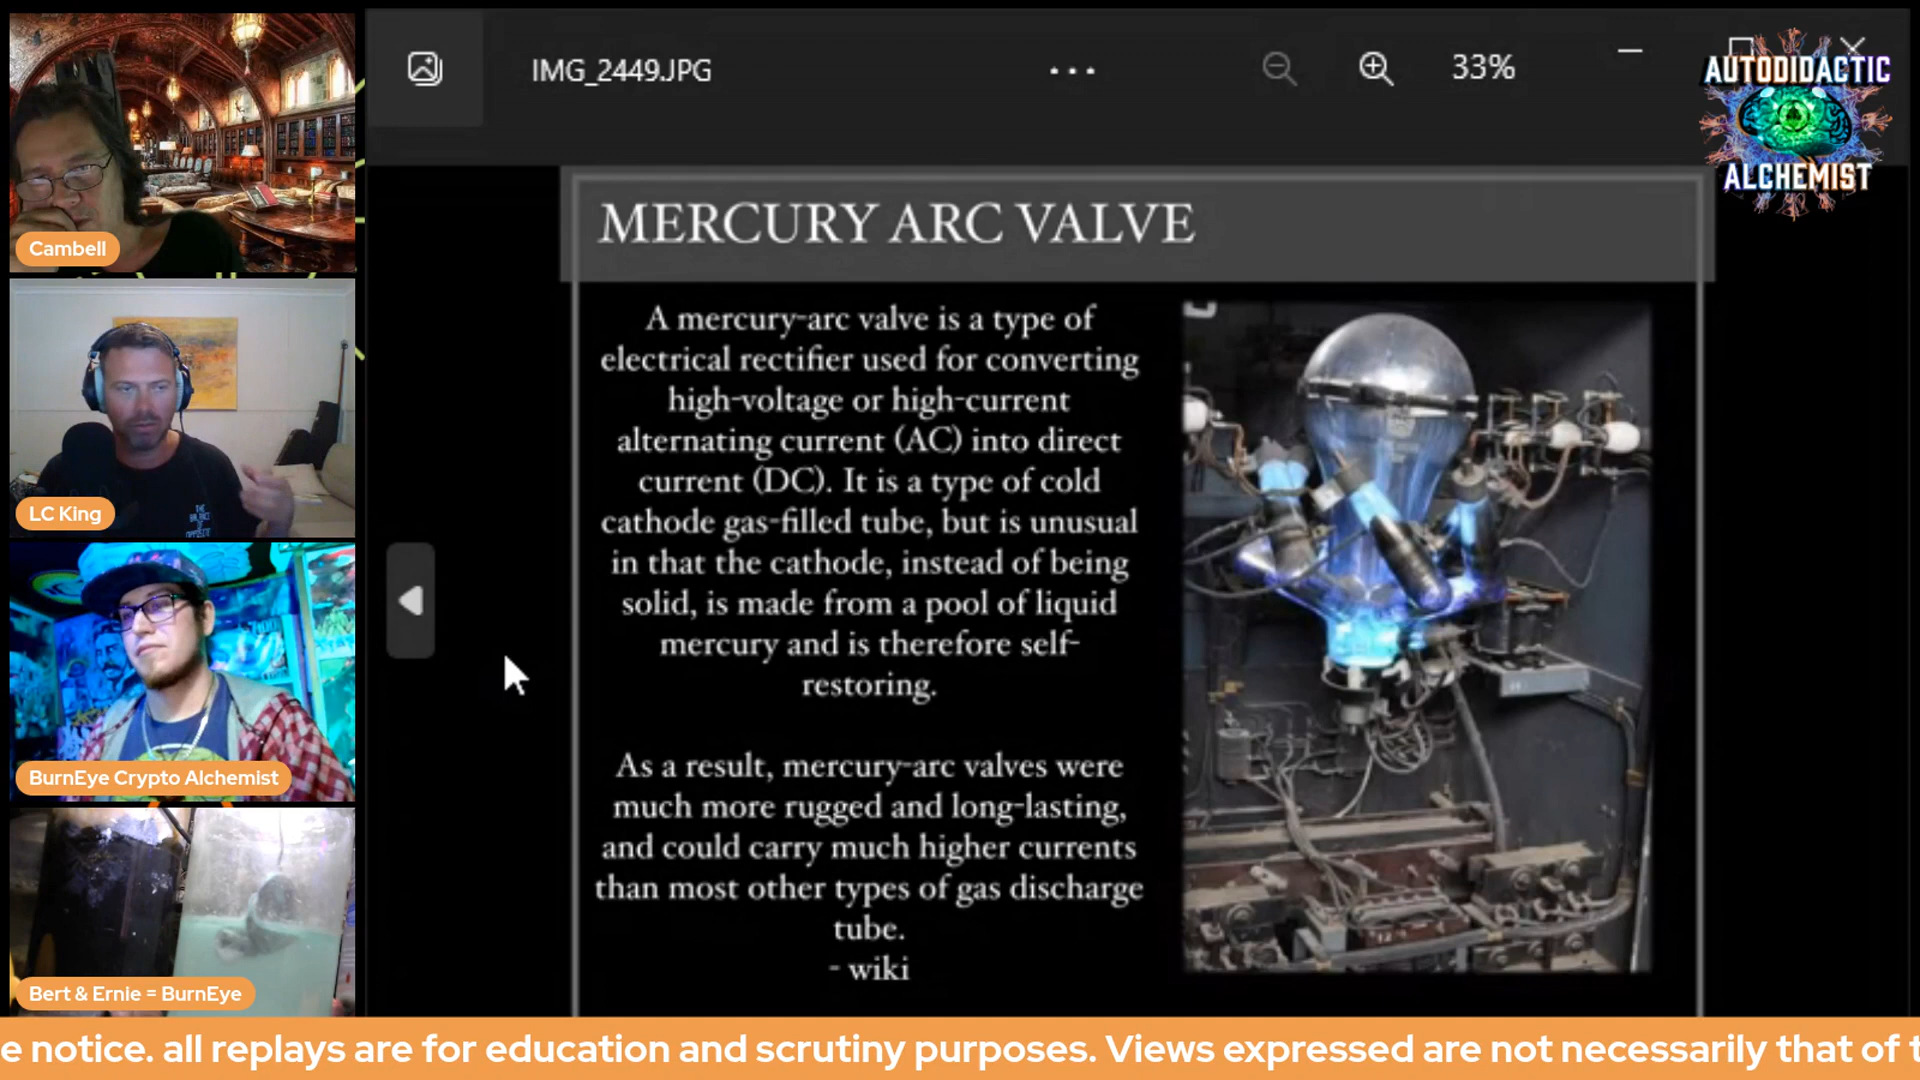 IMG_2449.JPG
33%
AUTODIDACTIC
ALCHEMIST
Cambell
LC King
BurnEye Crypto Alchemist
Bert & Ernie = BurnEye
MERCURY ARC VALVE
A mercury-arc valve is a type of
electrical rectifier used for converting
high-voltage or high-current
alternating current (AC) into direct
current (DC). It is a type of cold
cathode gas-filled tube, but is unusual
in that the cathode, instead of being
solid, is made from a pool of liquid
mercury and is therefore self-
restoring.
As a result, mercury-arc valves were
much more rugged and long-lasting,
and could carry much higher currents
than most other types of gas discharge
tube.
- wiki
e notice. all replays are for education and scrutiny purposes. Views expressed are not necessarily that of t